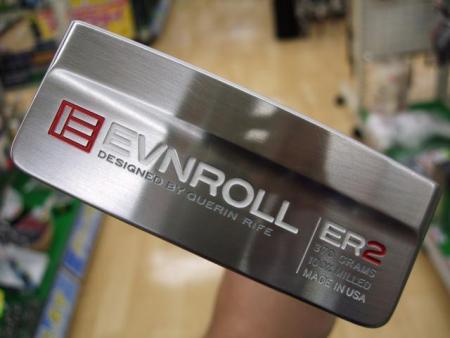 EVNROLL
DESIGNED BY GUERIN RIFE
ER2
370 GRAMS
100% MILLED
MADE IN USA